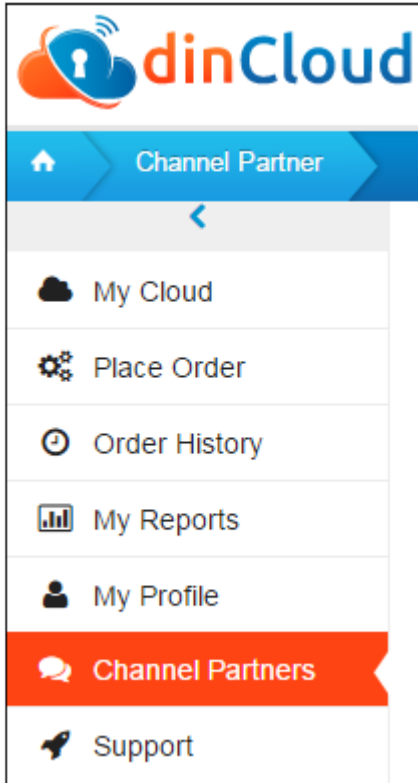 dinCloud
Channel Partner
My Cloud
Place Order
Order History
My Reports
My Profile
Channel Partners
Support